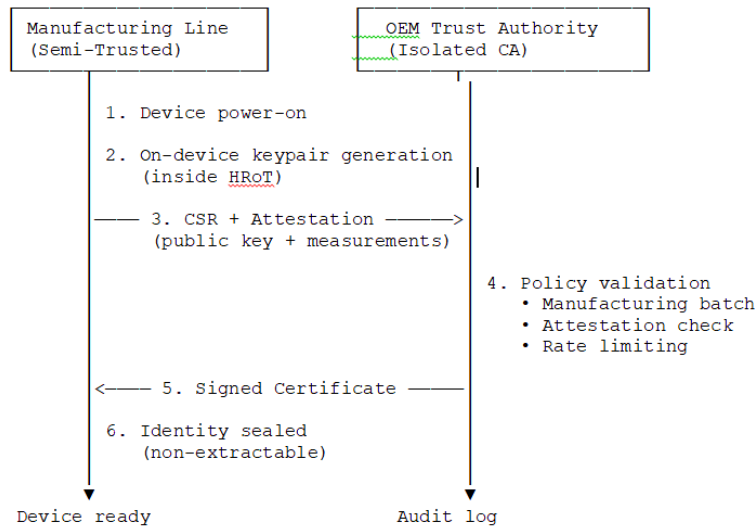 Manufacturing Line
(Semi-Trusted)
OEM Trust Authority
(Isolated CA)
1. Device power-on
2. On-device keypair generation
(inside HRoT)
3. CSR + Attestation
(public key + measurements)
4. Policy validation
• Manufacturing batch
• Attestation check
• Rate limiting
5. Signed Certificate
6. Identity sealed
(non-extractable)
Device ready
Audit log